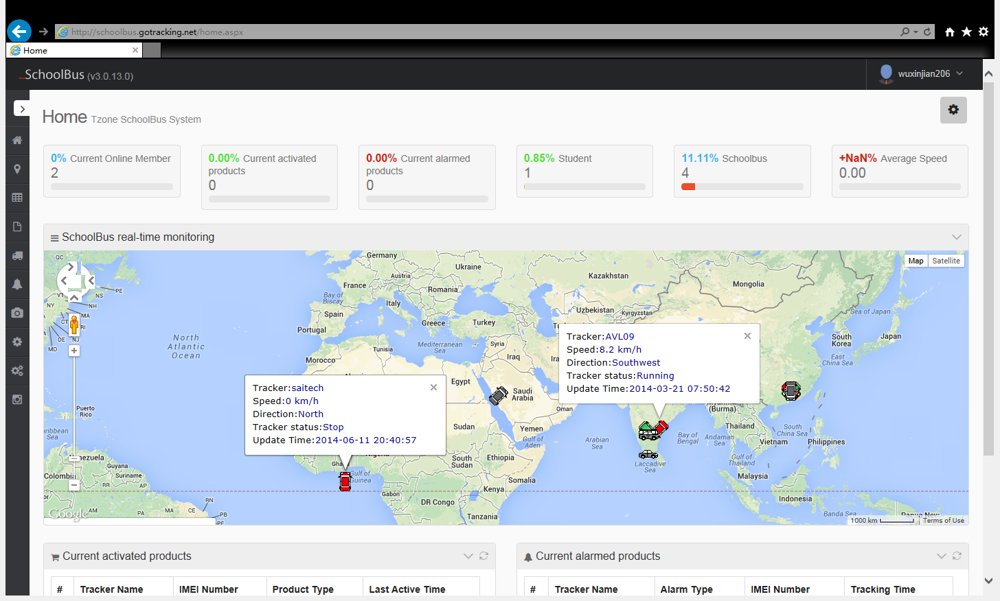 http://schoolbus.gotracking.net/home.aspx
Home
...SchoolBus (v3.0.13.0)
wuxinjian206
Home Tzone SchoolBus System
0% Current Online Member
2
0.00% Current activated
products
0
0.00% Current alarmed
products
0
0.85% Student
1
11.11% Schoolbus
4
+NaN% Average Speed
0.00
SchoolBus real-time monitoring
Map Satellite
QC
PE
NS
VT
NH
NY
MA
CT
RI
DE NJ
MD
Germany
Ukraine
Kazakhstan
Mongolia
France
Austria
Romania
Bay of
Biscay
Italy
Uzbekistan
Kyrgyzstan
Sea of Japan
Spain
Greece
Turkey
Portugal
South
Korea
Japan
North
Atlantic
Ocean
Mediterranean
Sea
Syria
Tunisia
Iraq
Morocco
East China
Sea
Egypt
Saudi
Arabia
Tracker:AVL09
Speed:8.2 km/h
Direction:Southwest
Tracker status:Running
Update Time:2014-03-21 07:50:42
Tracker:saitech
Speed:0 km/h
Direction:North
Tracker status:Stop
Update Time:2014-06-11 20:40:57
Puerto
Rico
Oman
Myanmar
(Burma)
Sudan
Yemen
Thailand
South
China Sea
Gulf of
Aden
Arabian
Sea
Bay of
Bengal
Andaman
Sea
Vietnam
Philippines
South
Sudan
Ethiopia
Laccadive
Sea
Gulf of
Thailand
Guyana
Suriname
Gulf of
Guinea
Somalia
Malaysia
RR
AP
Gabon
Kenya
Indonesia
RN
DR Congo
AM
PA
MA
CE
PB
PE
Tanzania
Banda Sea
Papua New
Google
1000 km
Terms of Use
Current activated products
Current alarmed products
# Tracker Name IMEI Number Product Type Last Active Time
# Tracker Name Alarm Type IMEI Number Tracking Time